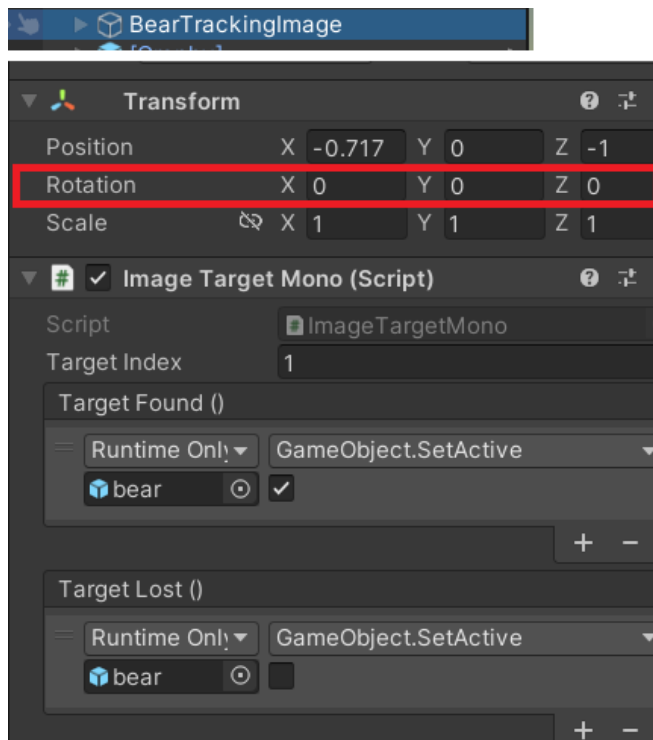 BearTrackingImage
Transform
Position X -0.717 Y 0 Z -1
Rotation X 0 Y 0 Z 0
Scale X 1 Y 1 Z 1
# Image Target Mono (Script)
Script # ImageTargetMono
Target Index 1
Target Found ()
Runtime Onl GameObject.SetActive
bear
+ −
Target Lost ()
Runtime Onl GameObject.SetActive
bear
+ −